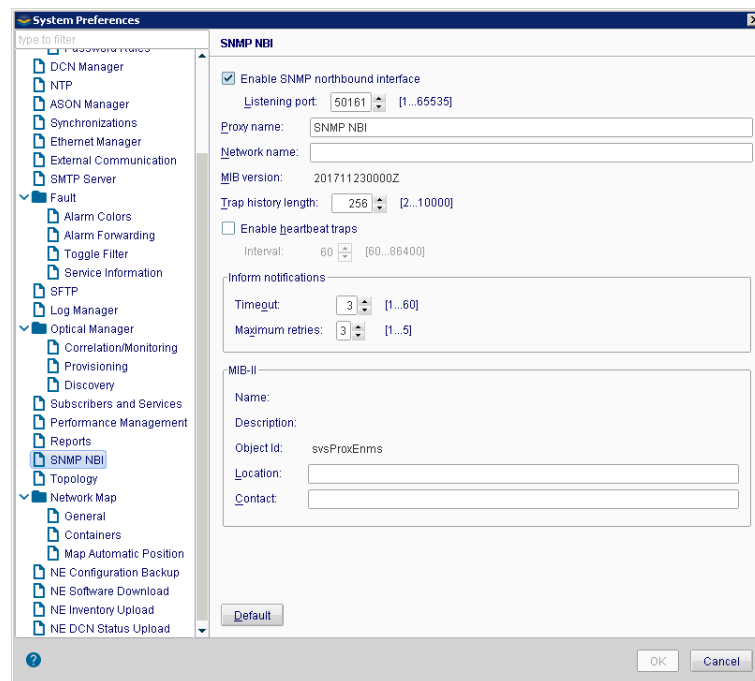 System Preferences
type to filter
Password Rules
DCN Manager
NTP
ASON Manager
Synchronizations
Ethernet Manager
External Communication
SMTP Server
Fault
Alarm Colors
Alarm Forwarding
Toggle Filter
Service Information
SFTP
Log Manager
Optical Manager
Correlation/Monitoring
Provisioning
Discovery
Subscribers and Services
Performance Management
Reports
SNMP NBI
Topology
Network Map
General
Containers
Map Automatic Position
NE Configuration Backup
NE Software Download
NE Inventory Upload
NE DCN Status Upload
SNMP NBI
Enable SNMP northbound interface
Listening port: 50161 [1...65535]
Proxy name: SNMP NBI
Network name:
MIB version: 201711230000Z
Trap history length: 256 [2...10000]
Enable heartbeat traps
Interval: 60 [60...86400]
Inform notifications
Timeout: 3 [1...60]
Maximum retries: 3 [1...5]
MIB-II
Name:
Description:
Object Id: svsProxEnms
Location:
Contact:
Default
? OK Cancel